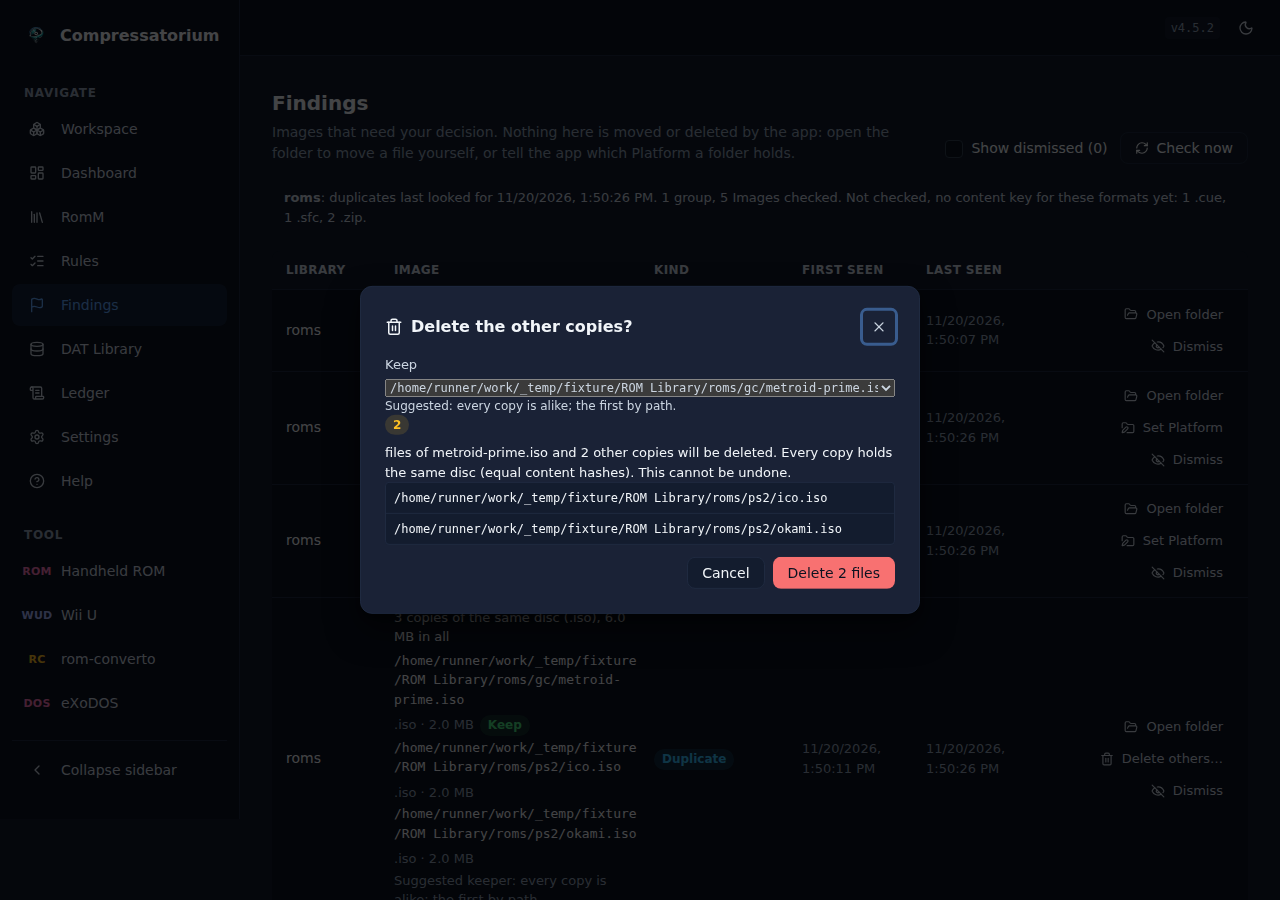 Compressatorium
v4.5.2
NAVIGATE
Workspace
Dashboard
RomM
Rules
Findings
DAT Library
Ledger
Settings
Help
TOOL
ROM Handheld ROM
WUD Wii U
RC rom-converto
DOS eXoDOS
Collapse sidebar
Findings
Images that need your decision. Nothing here is moved or deleted by the app: open the
folder to move a file yourself, or tell the app which Platform a folder holds.
Show dismissed (0)
Check now
roms: duplicates last looked for 11/20/2026, 1:50:26 PM. 1 group, 5 Images checked. Not checked, no content key for these formats yet: 1 .cue,
1 .sfc, 2 .zip.
LIBRARY IMAGE KIND FIRST SEEN LAST SEEN
roms
11/20/2026,
1:50:07 PM
Open folder
Dismiss
roms
11/20/2026,
1:50:26 PM
Open folder
Set Platform
Dismiss
roms
11/20/2026,
1:50:26 PM
Open folder
Set Platform
Dismiss
Delete the other copies?
Keep
/home/runner/work/_temp/fixture/ROM Library/roms/gc/metroid-prime.is
Suggested: every copy is alike; the first by path.
2
files of metroid-prime.iso and 2 other copies will be deleted. Every copy holds
the same disc (equal content hashes). This cannot be undone.
/home/runner/work/_temp/fixture/ROM Library/roms/ps2/ico.iso
/home/runner/work/_temp/fixture/ROM Library/roms/ps2/okami.iso
Cancel
Delete 2 files
roms
3 copies of the same disc (.iso), 6.0
MB in all
/home/runner/work/_temp/fixture
/ROM Library/roms/gc/metroid-
prime.iso
.iso · 2.0 MB Keep
/home/runner/work/_temp/fixture
/ROM Library/roms/ps2/ico.iso
.iso · 2.0 MB
/home/runner/work/_temp/fixture
/ROM Library/roms/ps2/okami.iso
.iso · 2.0 MB
Suggested keeper: every copy is
alike; the first by path.
Duplicate
11/20/2026,
1:50:11 PM
11/20/2026,
1:50:26 PM
Open folder
Delete others...
Dismiss